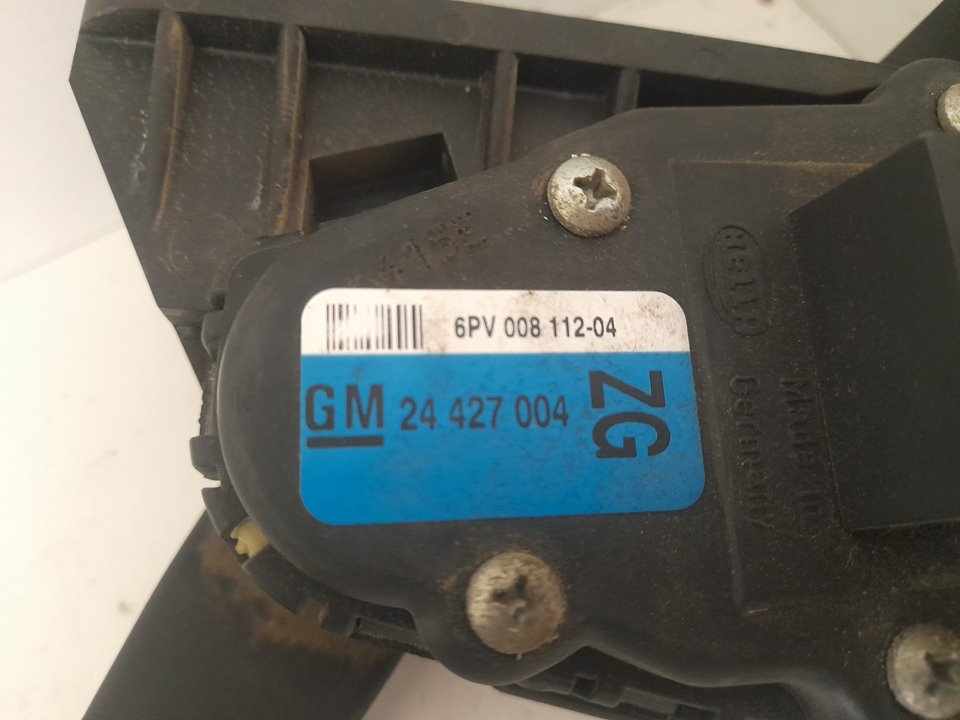 6PV 008 112-04
GM 24 427 004
ZG
Hella
Made in
Germany